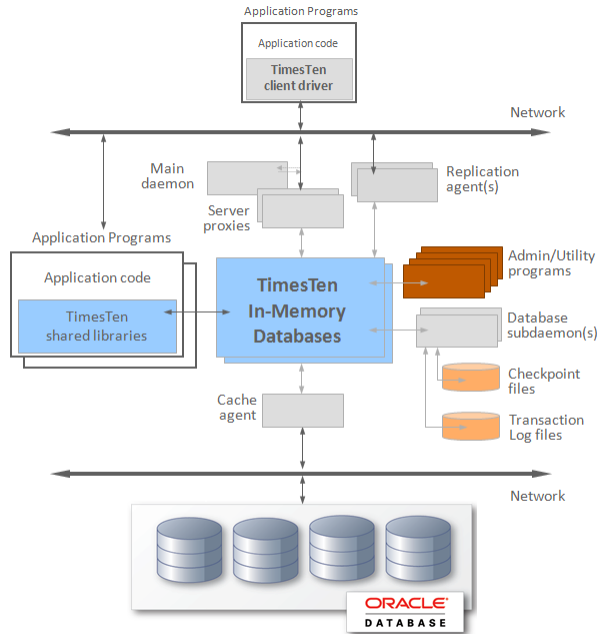 Application Programs
Application code
TimesTen
client driver
Network
Main
daemon
Server
proxies
Replication
agent(s)
Application Programs
Application code
TimesTen
shared libraries
TimesTen
In-Memory
Databases
Admin/Utility
programs
Database
subdaemon(s)
Checkpoint
files
Transaction
Log files
Cache
agent
Network
ORACLE
DATABASE